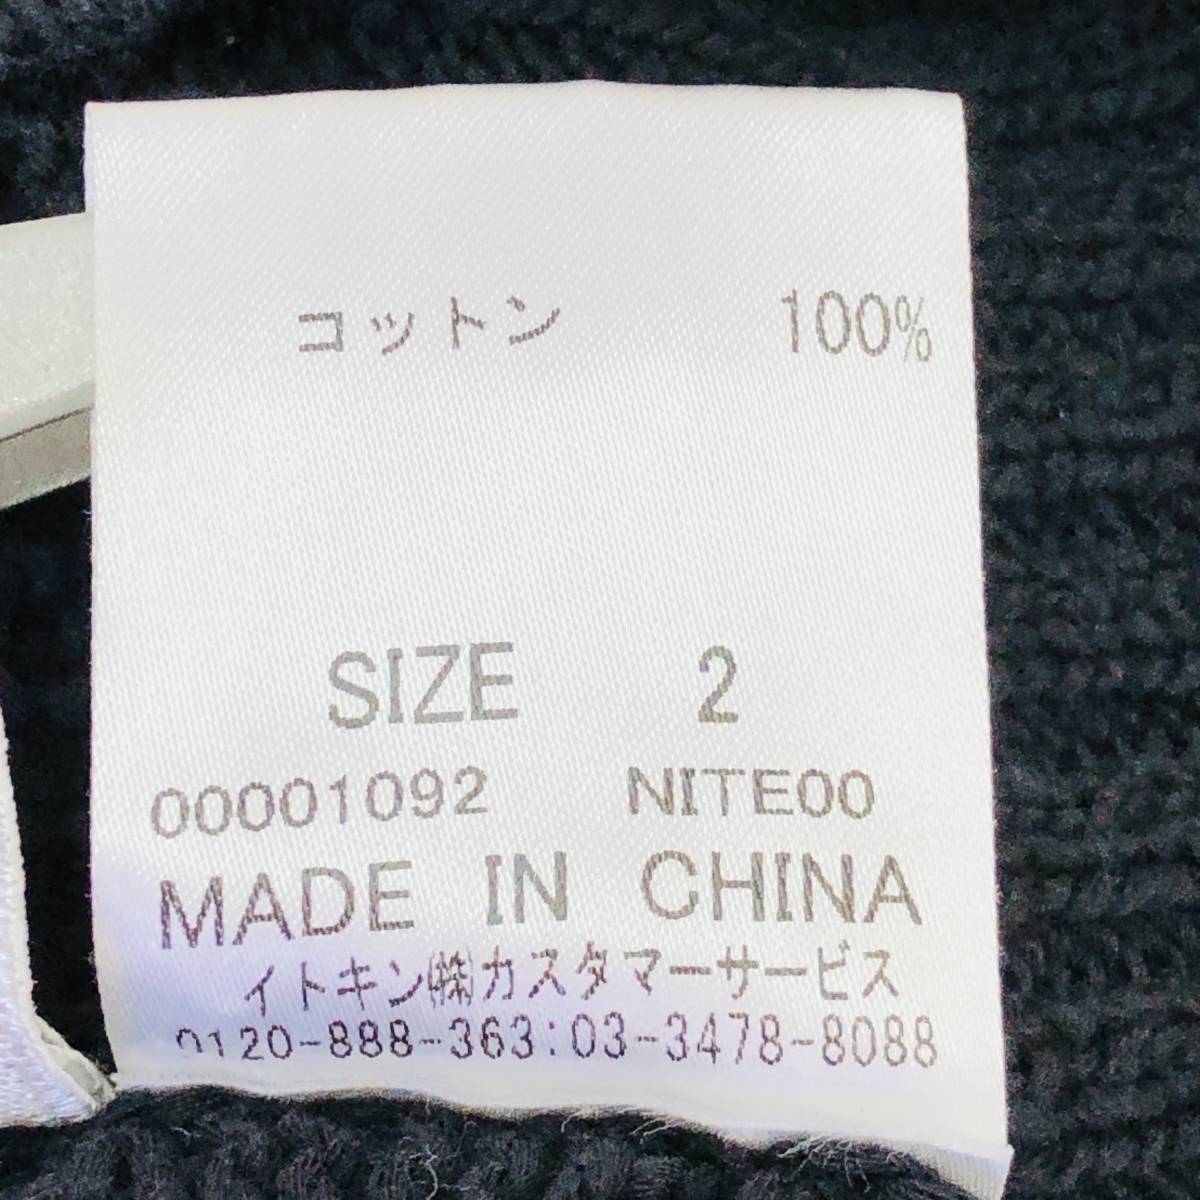 コットン 100%
SIZE 2
00001092 NITE00
MADE IN CHINA
イトキン㈱カスタマーサービス
0120-888-363:03-3478-8088